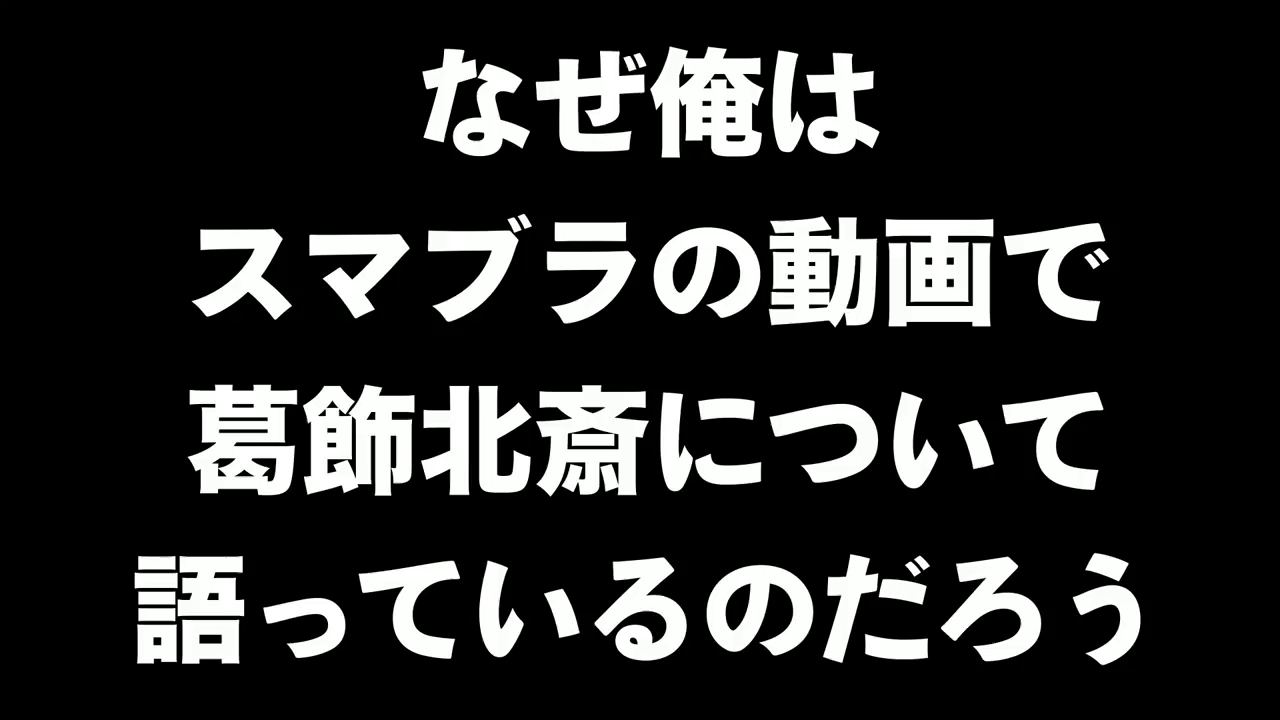 なぜ俺は
スマブラの動画で
葛飾北斎について
語っているのだろう